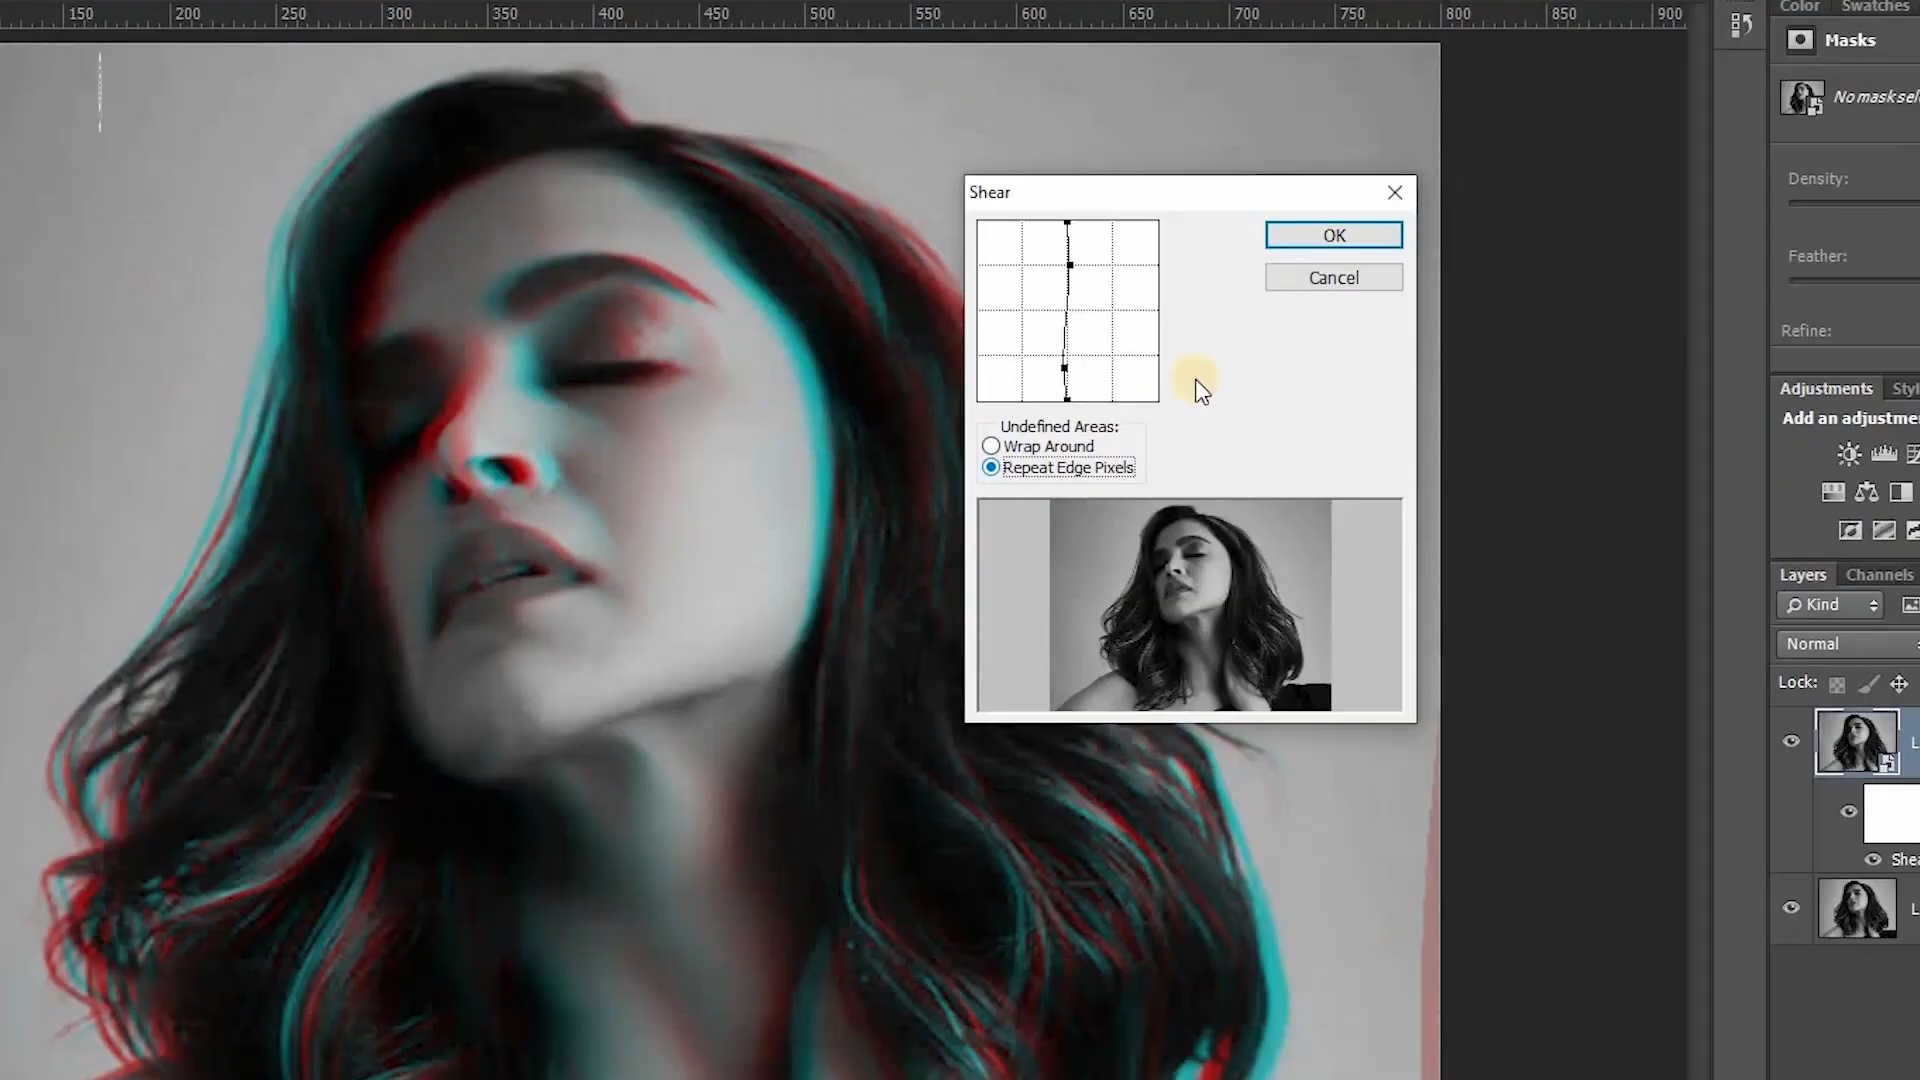 150 200 250 300 350 400 450 500 550 600 650 700 750 800 850 900
Color Swatches
Masks
No mask sel
Density:
Feather:
Refine:
Shear
OK
Cancel
Undefined Areas:
Wrap Around
Repeat Edge Pixels
Adjustments Styl
Add an adjustme
Layers Channels
Kind
Normal
Lock:
L
Shea
L